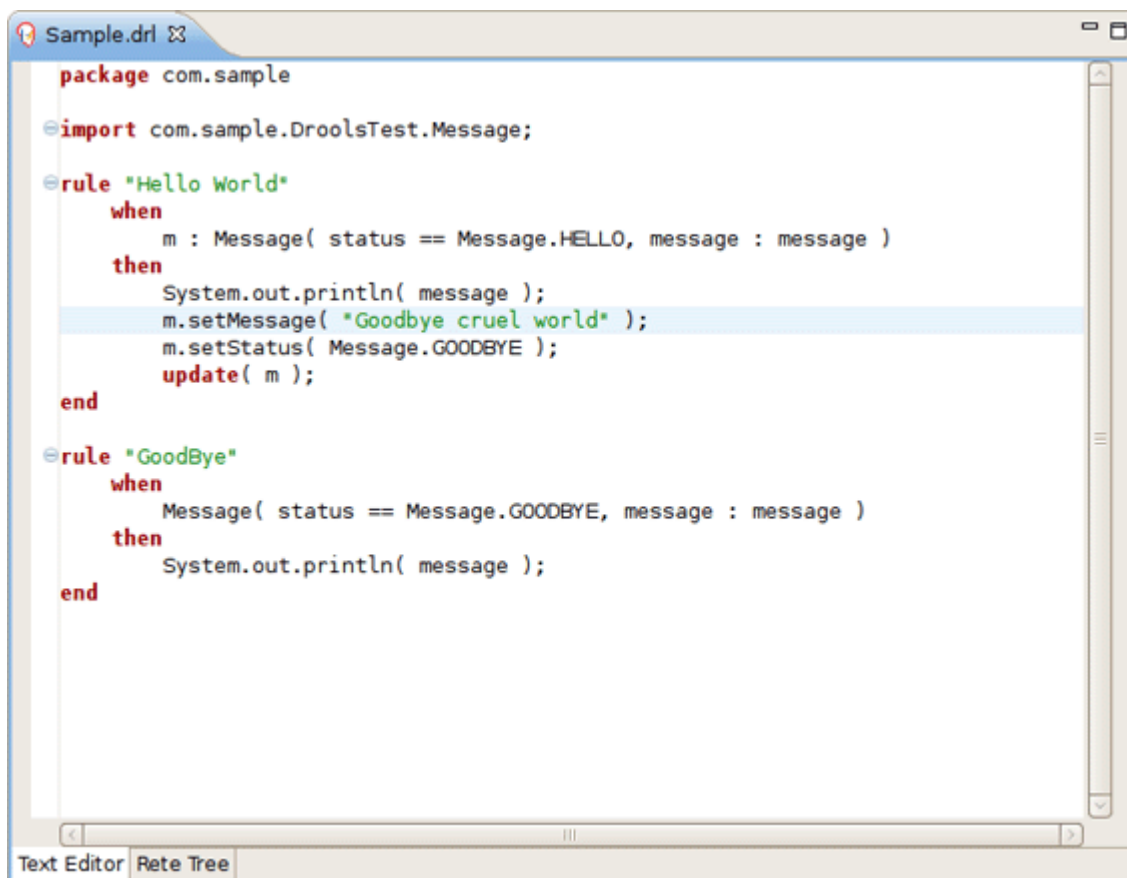 Sample.drl
package com.sample
import com.sample.DroolsTest.Message;
rule "Hello World"
when
m : Message( status == Message.HELLO, message : message )
then
System.out.println( message );
m.setMessage( "Goodbye cruel world" );
m.setStatus( Message.GOODBYE );
update( m );
end
rule "GoodBye"
when
Message( status == Message.GOODBYE, message : message )
then
System.out.println( message );
end
Text Editor Rete Tree